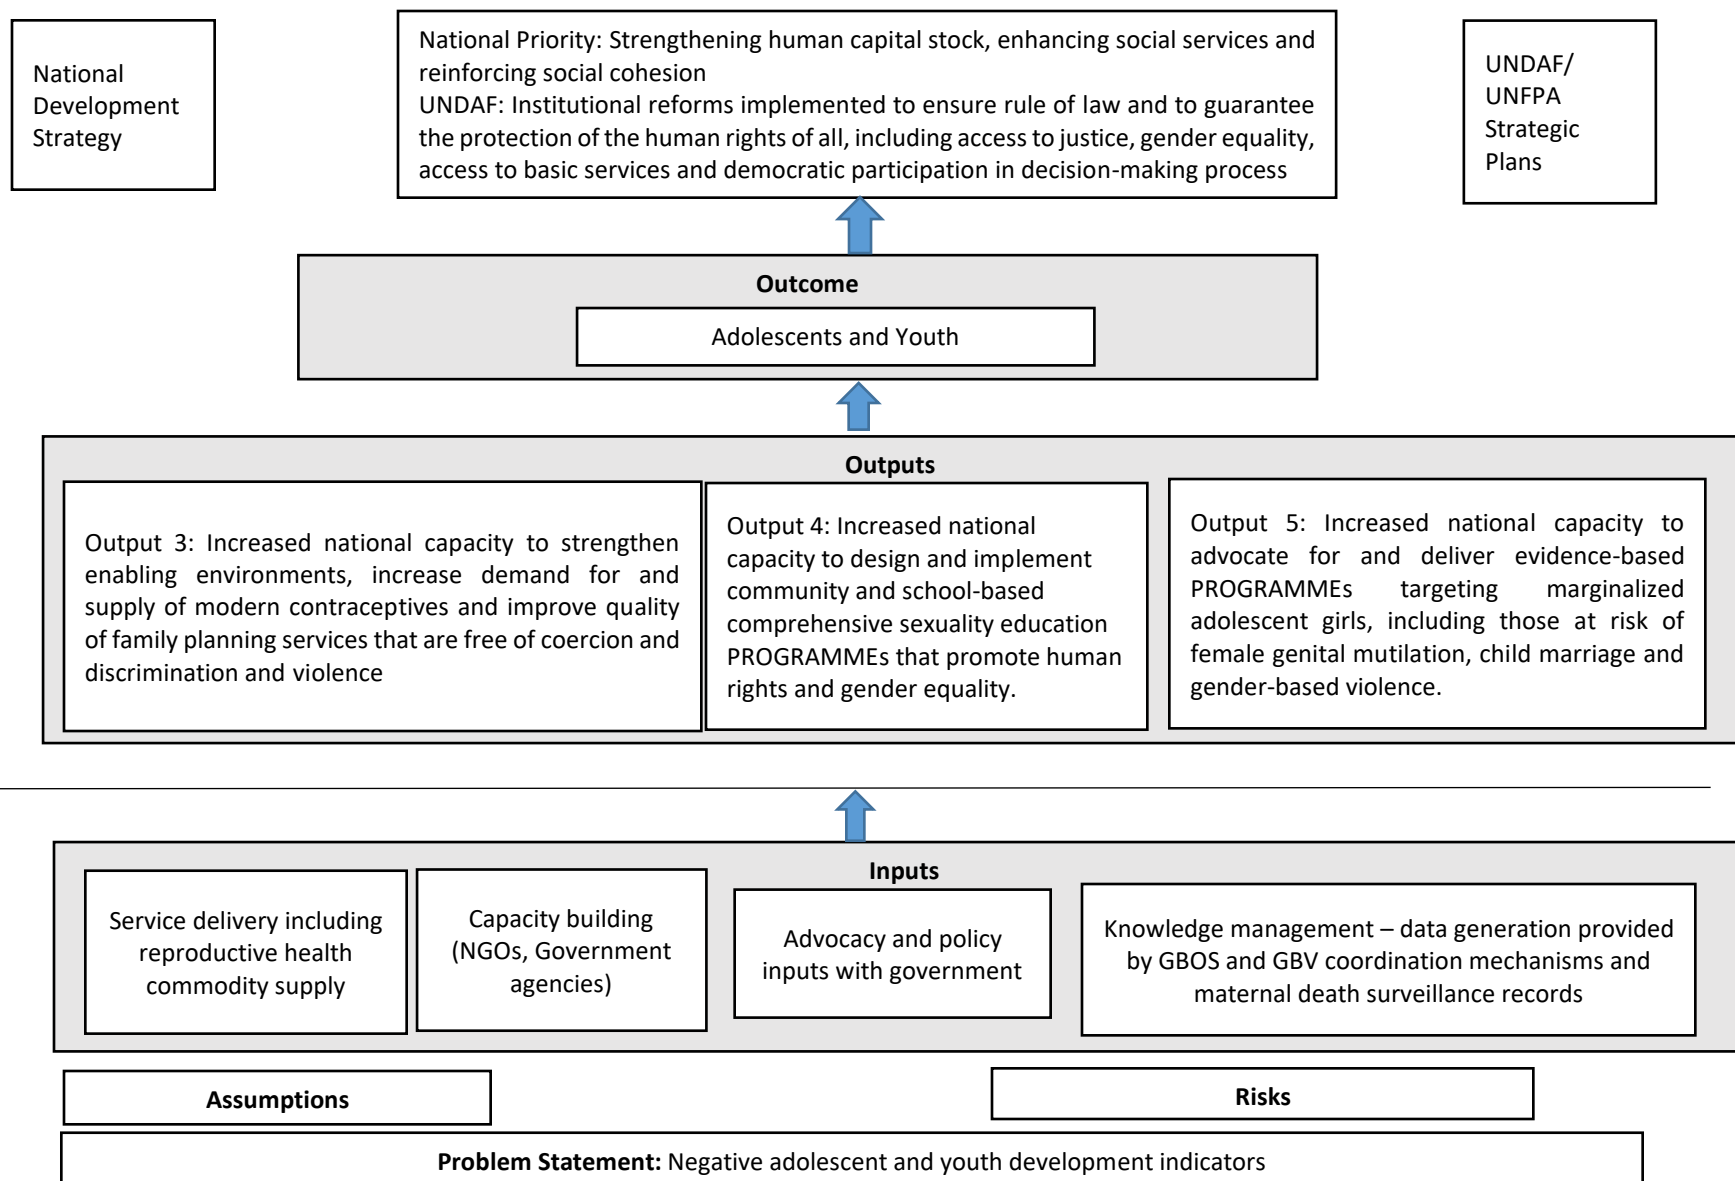 National
Development
Strategy
National Priority: Strengthening human capital stock, enhancing social services and
reinforcing social cohesion
UNDAF: Institutional reforms implemented to ensure rule of law and to guarantee
the protection of the human rights of all, including access to justice, gender equality,
access to basic services and democratic participation in decision-making process
UNDAF/
UNFPA
Strategic
Plans
Outcome
Adolescents and Youth
Outputs
Output 3: Increased national capacity to strengthen
enabling environments, increase demand for and
supply of modern contraceptives and improve quality
of family planning services that are free of coercion and
discrimination and violence
Output 4: Increased national
capacity to design and implement
community and school-based
comprehensive sexuality education
PROGRAMMEs that promote human
rights and gender equality.
Output 5: Increased national capacity to
advocate for and deliver evidence-based
PROGRAMMEs targeting marginalized
adolescent girls, including those at risk of
female genital mutilation, child marriage and
gender-based violence.
Inputs
Service delivery including
reproductive health
commodity supply
Capacity building
(NGOs, Government
agencies)
Advocacy and policy
inputs with government
Knowledge management – data generation provided
by GBOS and GBV coordination mechanisms and
maternal death surveillance records
Assumptions
Risks
Problem Statement: Negative adolescent and youth development indicators